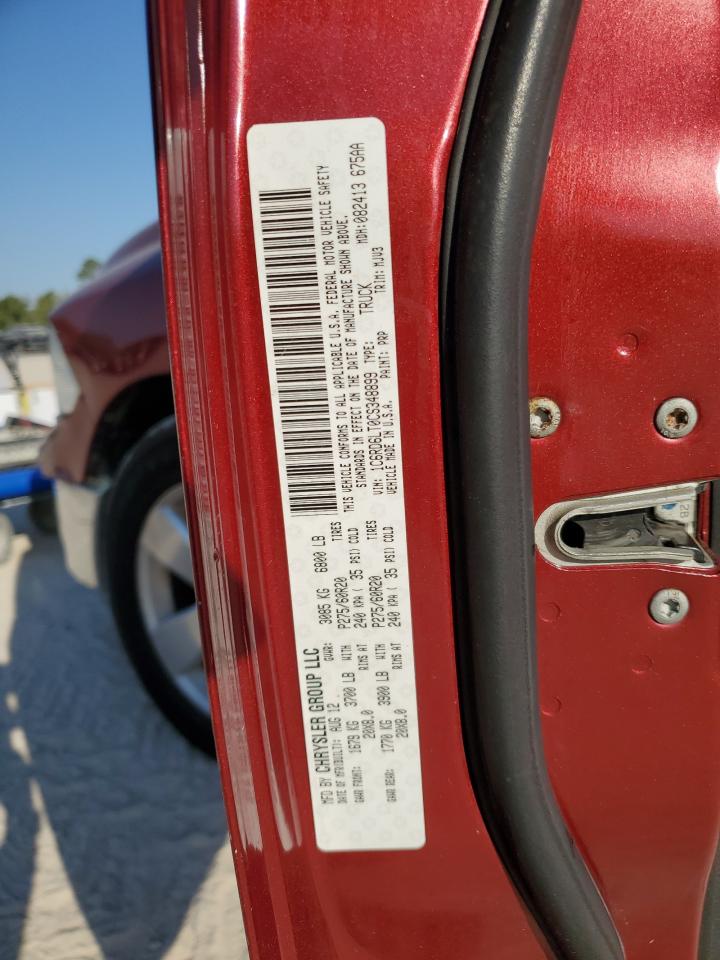 MFD BY CHRYSLER GROUP LLC
DATE OF MFR(BUILT): AUG 12 GVWR: 3085 KG 6800 LB
GAWR FRONT: 1679 KG 3700 LB WITH P275/60R20 TIRES
20X8.0 RIMS AT 240 KPA ( 35 PSI) COLD
GAWR REAR: 1770 KG 3900 LB WITH P275/60R20 TIRES
20X8.0 RIMS AT 240 KPA ( 35 PSI) COLD
THIS VEHICLE CONFORMS TO ALL APPLICABLE U.S.A. FEDERAL MOTOR VEHICLE SAFETY
STANDARDS IN EFFECT ON THE DATE OF MANUFACTURE SHOWN ABOVE.
VIN: 1C6RD6LT0CS348899 TYPE: TRUCK MDH:082413 675AA
VEHICLE MADE IN U.S.A. PAINT: PRP TRIM: MJV3
2B